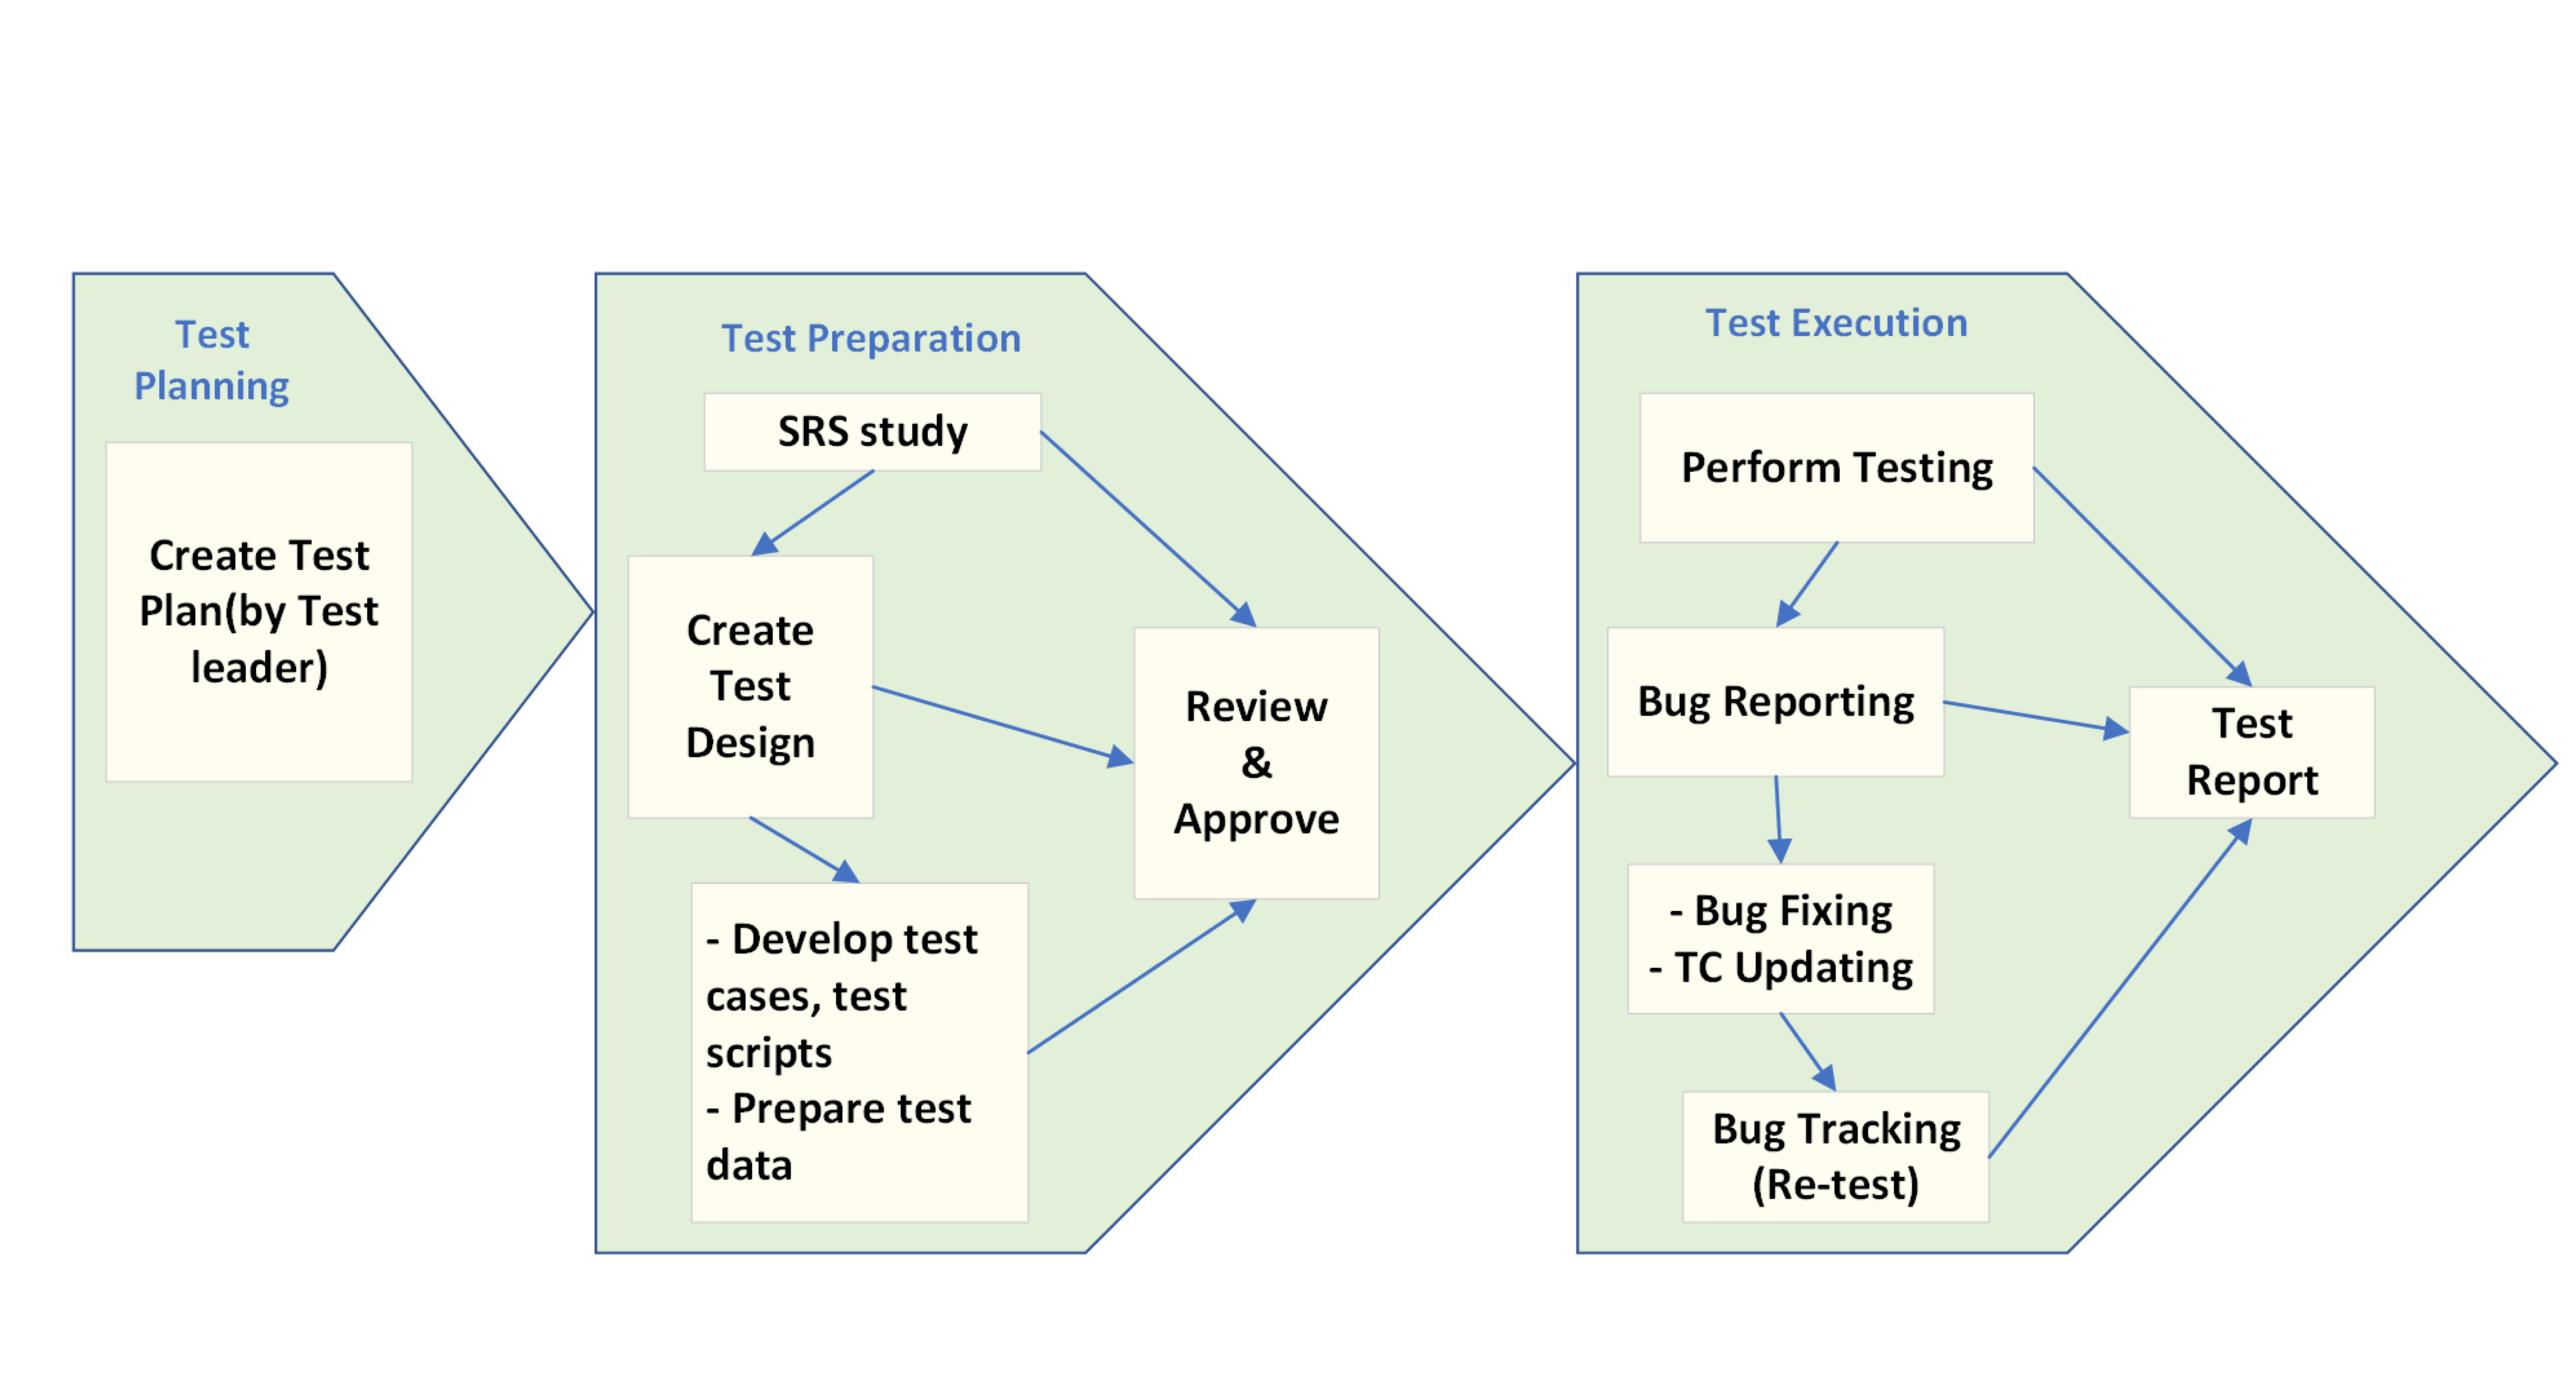 Test
Planning
Create Test
Plan(by Test
leader)
Test Preparation
SRS study
Create
Test
Design
Review
&
Approve
- Develop test
cases, test
scripts
- Prepare test
data
Test Execution
Perform Testing
Bug Reporting
Test
Report
- Bug Fixing
- TC Updating
Bug Tracking
(Re-test)